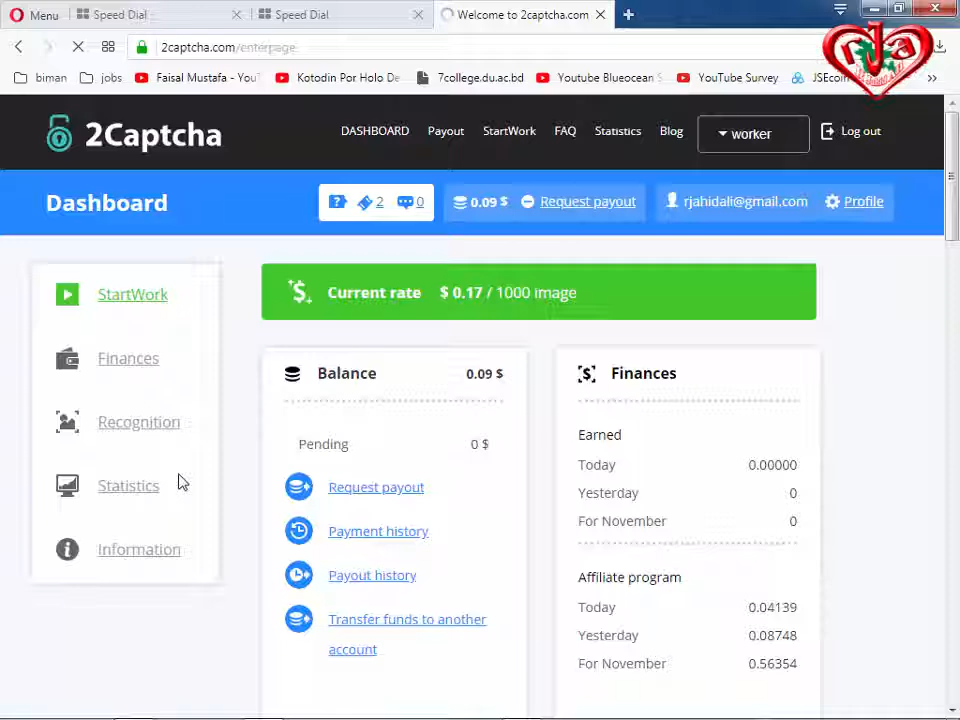 Menu
Speed Dial
Speed Dial
Welcome to 2captcha.com
2captcha.com/enterpage
biman
jobs
Faisal Mustafa - You
Kotodin Por Holo De
7college.du.ac.bd
Youtube Blueocean S
YouTube Survey
JSEcoin
rja
2Captcha
DASHBOARD
Payout
StartWork
FAQ
Statistics
Blog
worker
Log out
Dashboard
2
0
0.09 $
Request payout
rjahidali@gmail.com
Profile
StartWork
Finances
Recognition
Statistics
Information
Current rate $ 0.17 / 1000 image
Balance 0.09 $
Pending 0 $
Request payout
Payment history
Payout history
Transfer funds to another
account
Finances
Earned
Today 0.00000
Yesterday 0
For November 0
Affiliate program
Today 0.04139
Yesterday 0.08748
For November 0.56354